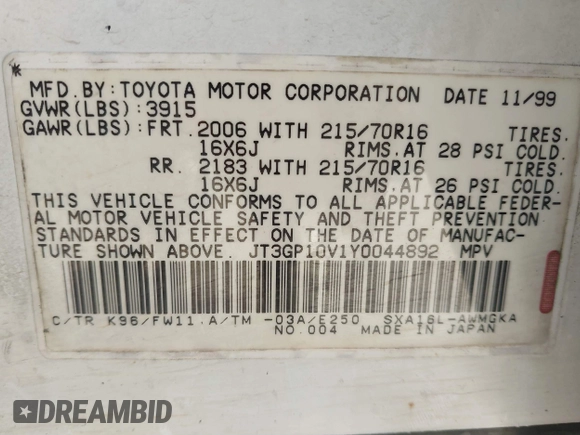 MFD.BY:TOYOTA MOTOR CORPORATION DATE 11/99
GVWR(LBS):3915
GAWR(LBS):FRT.2006 WITH 215/70R16 TIRES.
16X6J RIMS.AT 28 PSI COLD.
RR. 2183 WITH 215/70R16 TIRES.
16X6J RIMS.AT 26 PSI COLD.
THIS VEHICLE CONFORMS TO ALL APPLICABLE FEDER-
AL MOTOR VEHICLE SAFETY AND THEFT PREVENTION
STANDARDS IN EFFECT ON THE DATE OF MANUFAC-
TURE SHOWN ABOVE. JT3GP10V1Y0044892 MPV
C/TR K96/FW11.A/TM -03A/E250 SXA16L-AWMGKA
NO.004 MADE IN JAPAN
DREAMBID